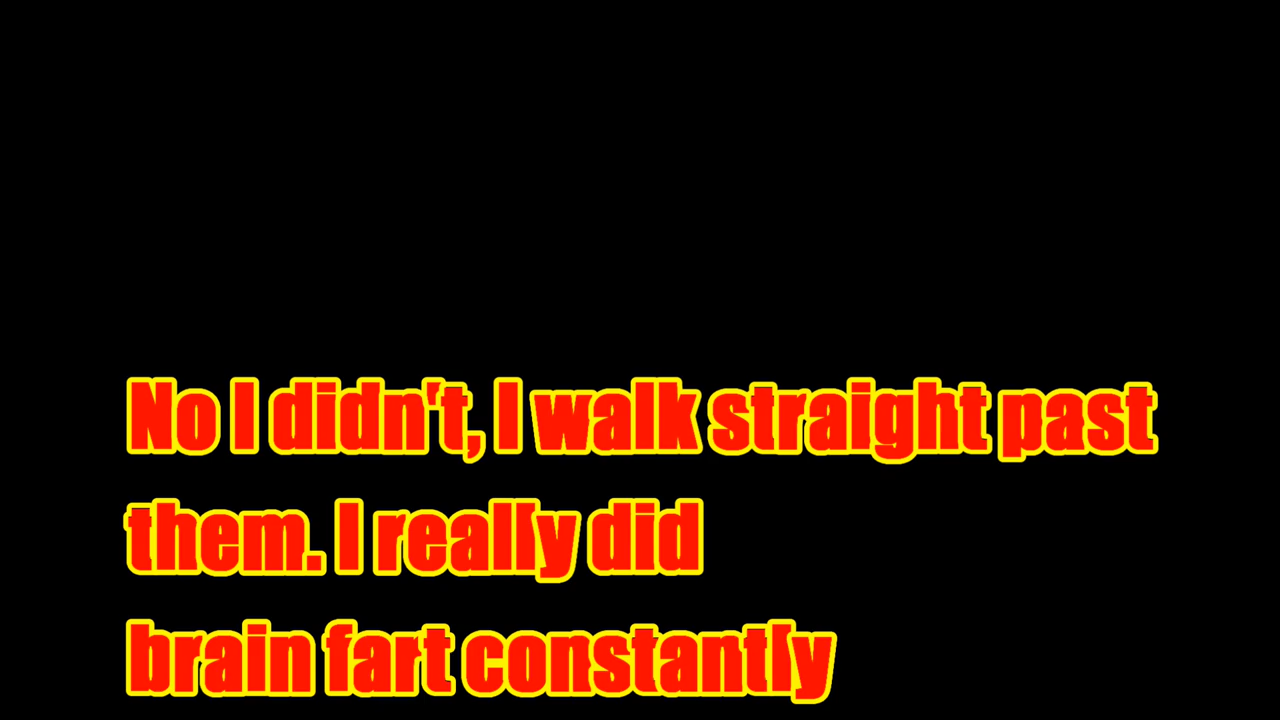 No I didn't, I walk straight past
them. I really did
brain fart constantly